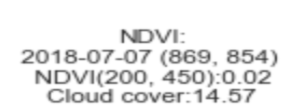 NDVI:
2018-07-07 (869, 854)
NDVI(200, 450):0.02
Cloud cover:14.57